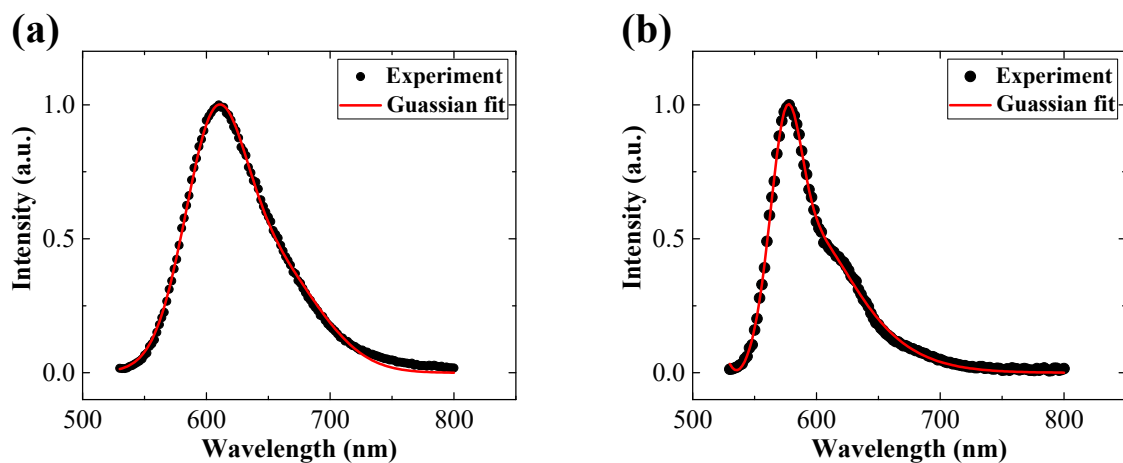 (a)
Intensity (a.u.)
1.0
0.5
0.0
Experiment
Guassian fit
500
600
700
800
Wavelength (nm)
(b)
Intensity (a.u.)
1.0
0.5
0.0
Experiment
Guassian fit
500
600
700
800
Wavelength (nm)